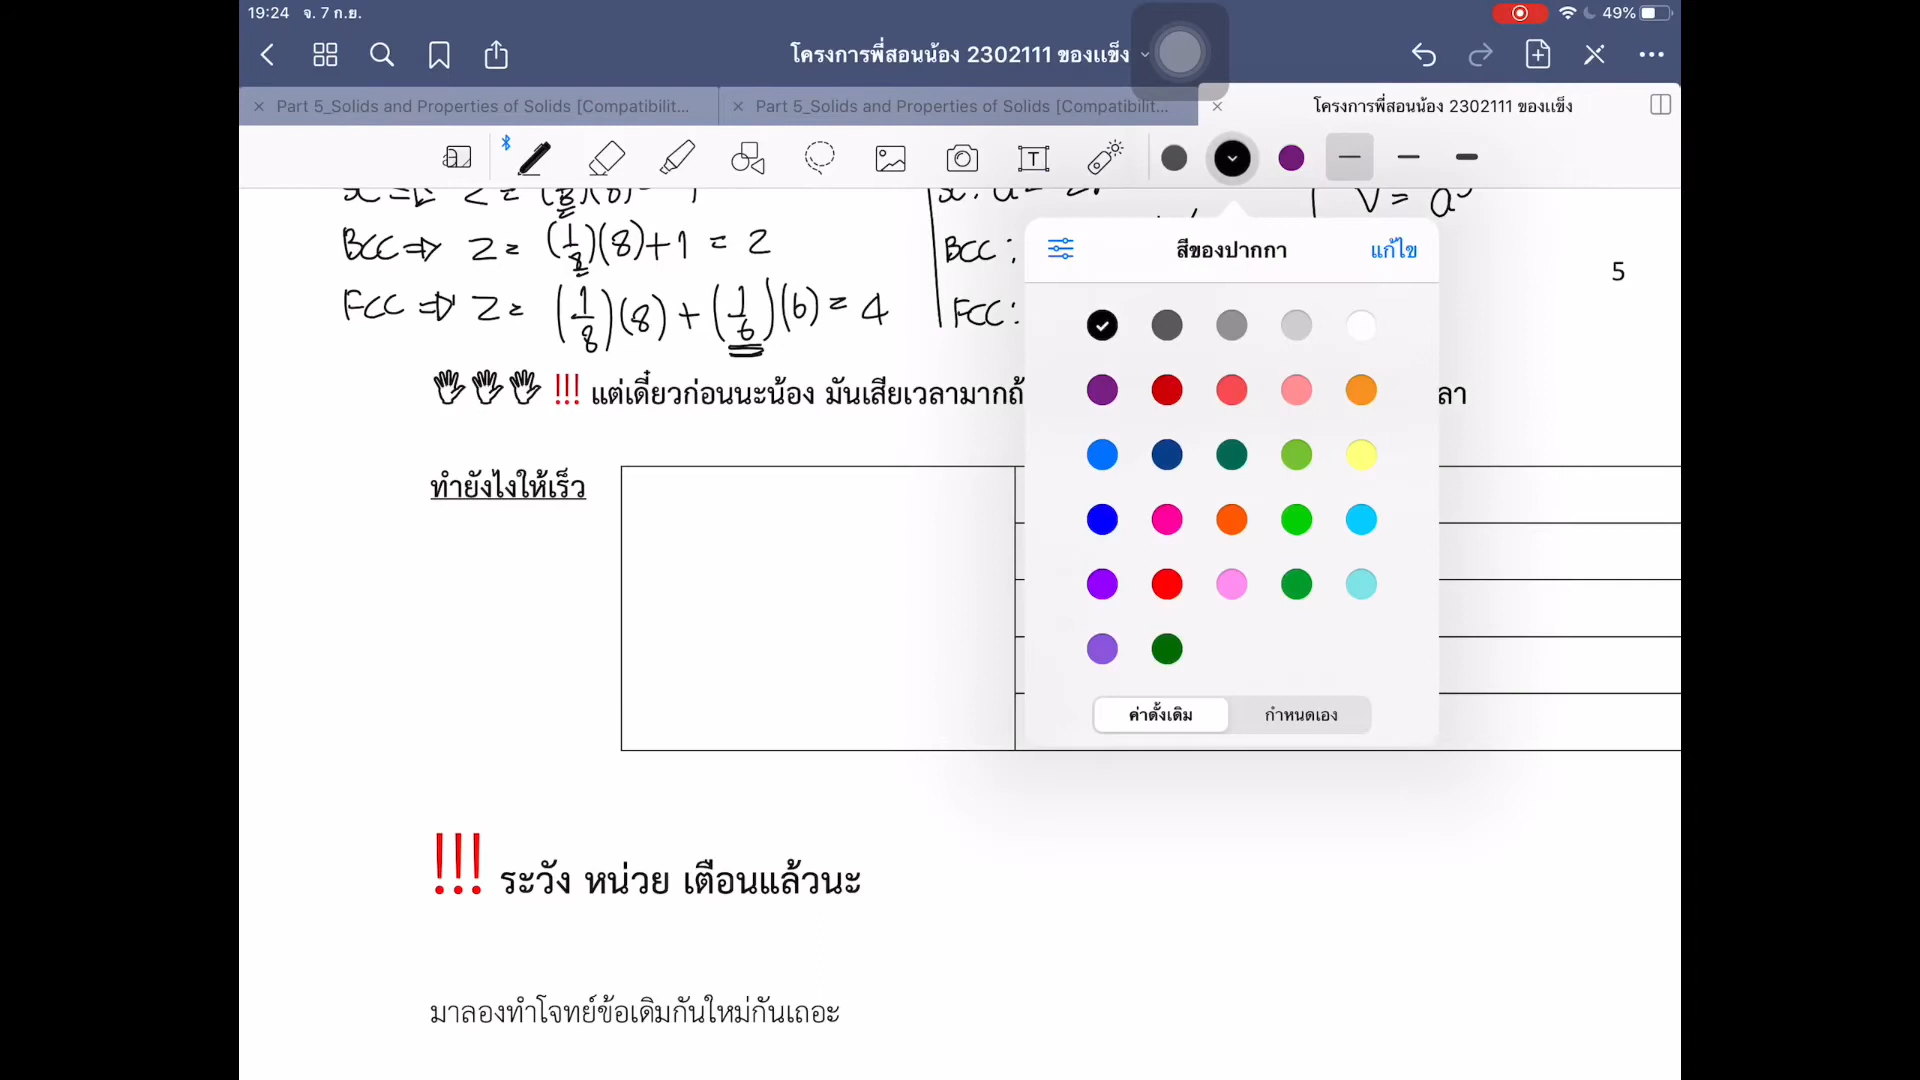 19:24 จ. 7 ก.ย. 49%
โครงการพี่สอนน้อง 2302111 ของแข็ง
Part 5_Solids and Properties of Solids [Compatibilit...
Part 5_Solids and Properties of Solids [Compatibilit...
โครงการพี่สอนน้อง 2302111 ของแข็ง
V = a³
BCC ⇒ Z = (1/8)(8)+1 = 2
BCC :
FCC ⇒ Z = (1/8)(8) + (1/6)(6) = 4
FCC :
5
สีของปากกา
แก้ไข
!!! แต่เดี๋ยวก่อนนะน้อง มันเสียเวลามากถ้
ลา
ทำยังไงให้เร็ว
ค่าดั้งเดิม
กำหนดเอง
!!! ระวัง หน่วย เตือนแล้วนะ
มาลองทำโจทย์ข้อเดิมกันใหม่กันเถอะ